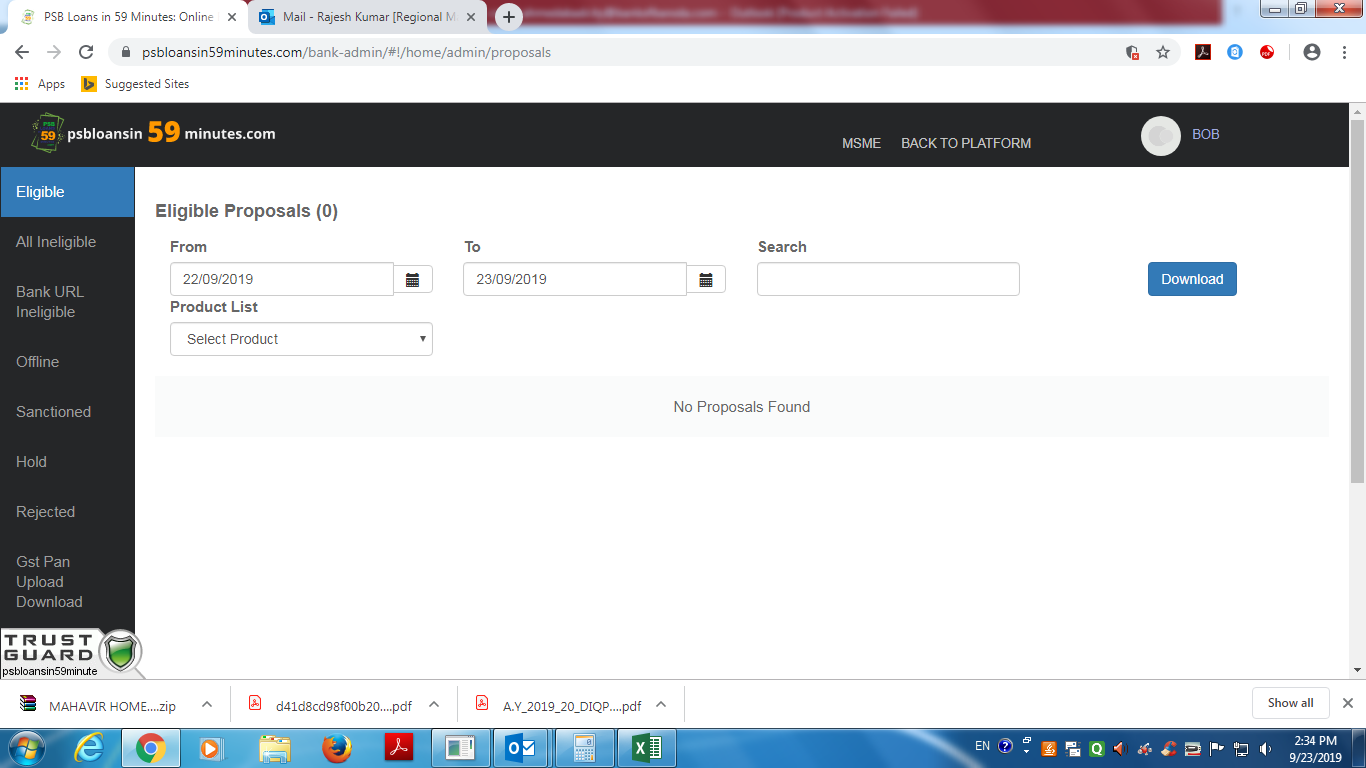 PSB Loans in 59 Minutes: Online
Mail - Rajesh Kumar [Regional M
psbloansin59minutes.com/bank-admin/#!/home/admin/proposals
Apps
Suggested Sites
PSB
59
psbloansin 59 minutes.com
MSME
BACK TO PLATFORM
BOB
Eligible
All Ineligible
Bank URL
Ineligible
Offline
Sanctioned
Hold
Rejected
Gst Pan
Upload
Download
Eligible Proposals (0)
From
To
Search
22/09/2019
23/09/2019
Download
Product List
Select Product
No Proposals Found
TRUST
GUARD
psbloansin59minute
MAHAVIR HOME....zip
d41d8cd98f00b20....pdf
A.Y_2019_20_DIQP....pdf
Show all
EN
2:34 PM
9/23/2019